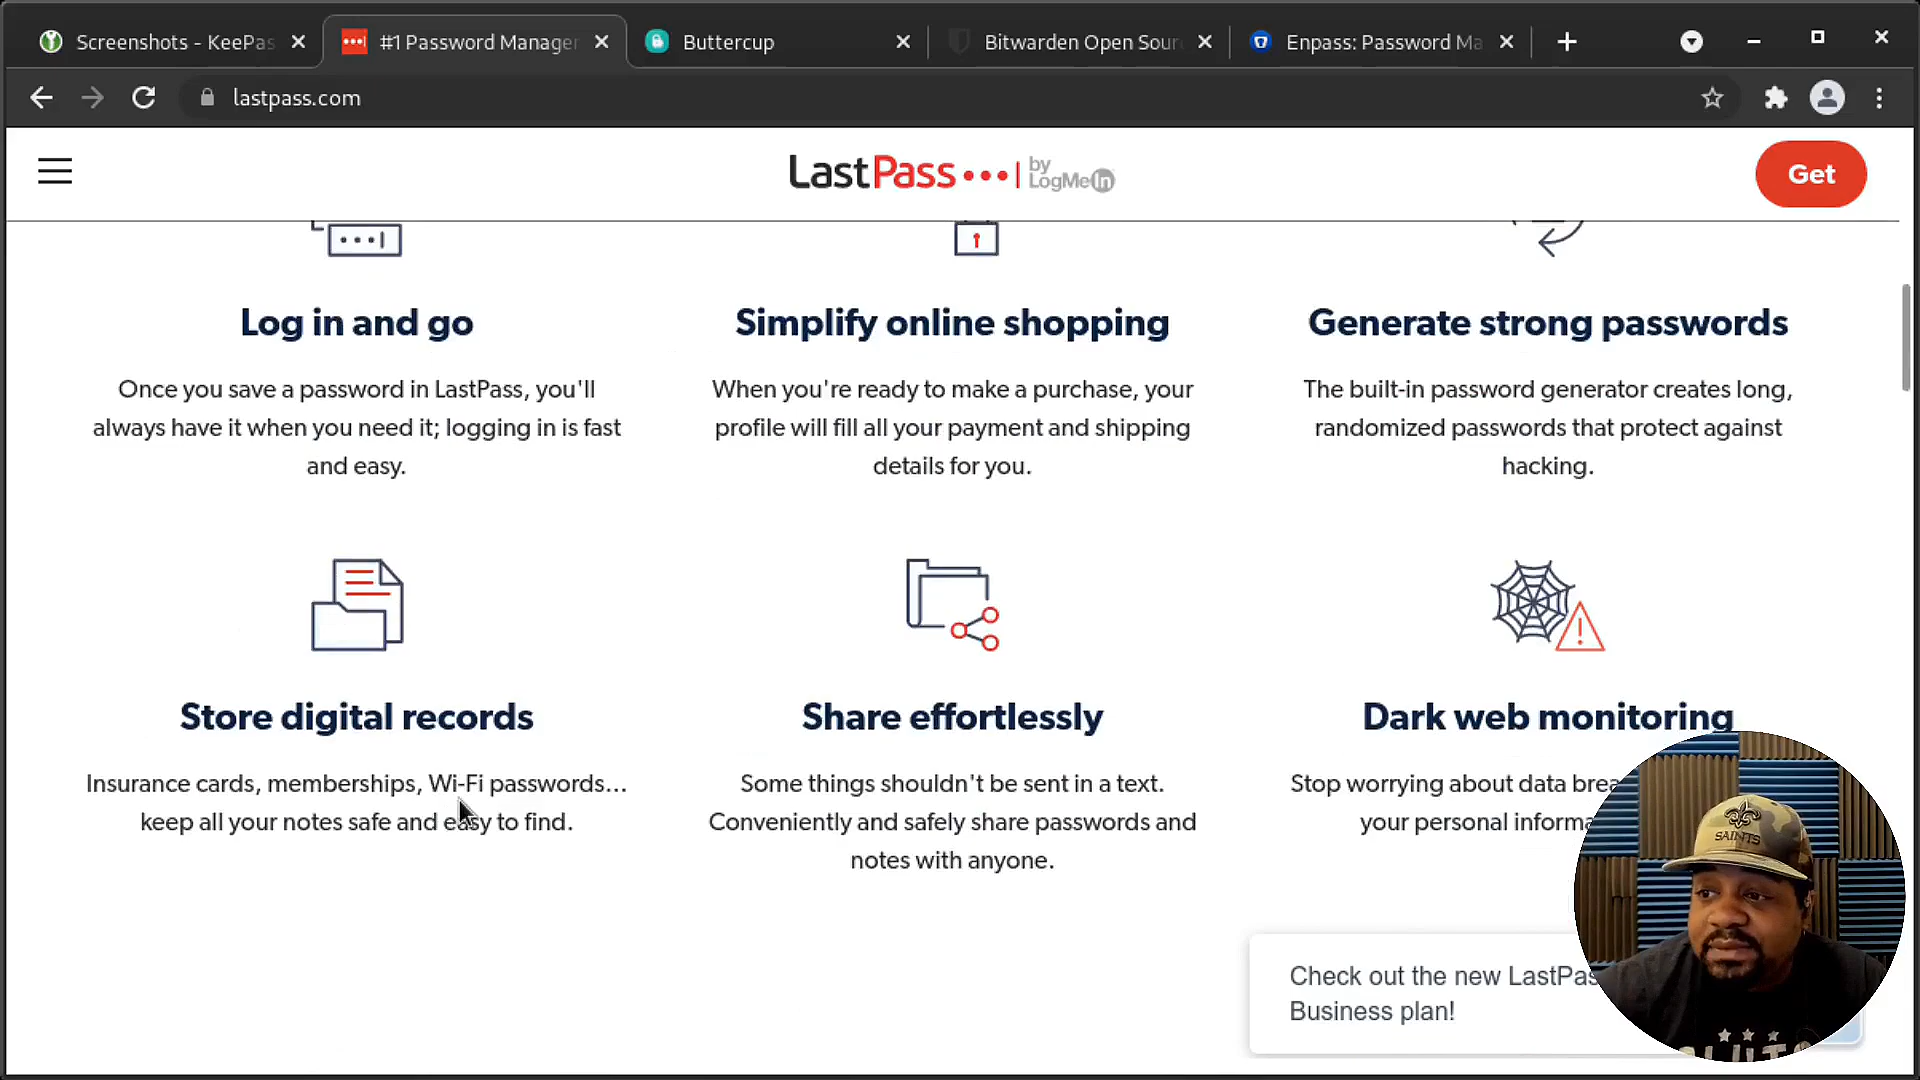 Screenshots - KeePas
#1 Password Manager
Buttercup
Bitwarden Open Sour
Enpass: Password Ma
lastpass.com
LastPass
by
LogMeIn
Get
Log in and go
Once you save a password in LastPass, you'll
always have it when you need it; logging in is fast
and easy.
Simplify online shopping
When you're ready to make a purchase, your
profile will fill all your payment and shipping
details for you.
Generate strong passwords
The built-in password generator creates long,
randomized passwords that protect against
hacking.
Store digital records
Insurance cards, memberships, Wi-Fi passwords...
keep all your notes safe and easy to find.
Share effortlessly
Some things shouldn't be sent in a text.
Conveniently and safely share passwords and
notes with anyone.
Dark web monitoring
Stop worrying about data brea
your personal informa
Check out the new LastPas
Business plan!
SAINTS